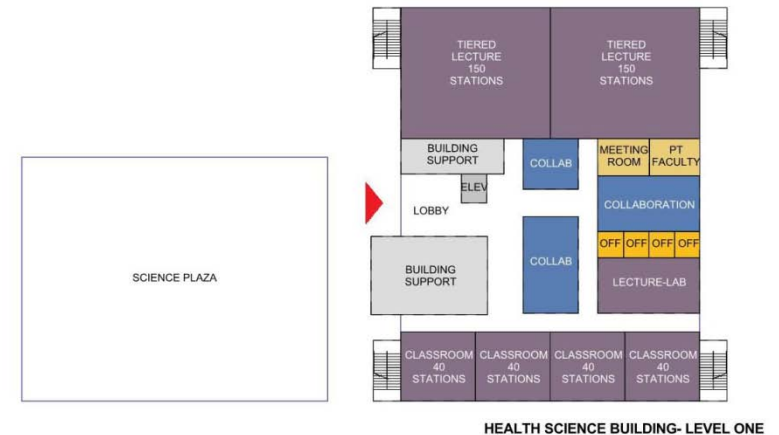 TIERED
LECTURE
150
STATIONS
TIERED
LECTURE
150
STATIONS
BUILDING
SUPPORT
COLLAB
MEETING
ROOM
PT
FACULTY
ELEV
LOBBY
COLLABORATION
OFF
OFF
OFF
OFF
SCIENCE PLAZA
BUILDING
SUPPORT
COLLAB
LECTURE-LAB
CLASSROOM
40
STATIONS
CLASSROOM
40
STATIONS
CLASSROOM
40
STATIONS
CLASSROOM
40
STATIONS
HEALTH SCIENCE BUILDING- LEVEL ONE